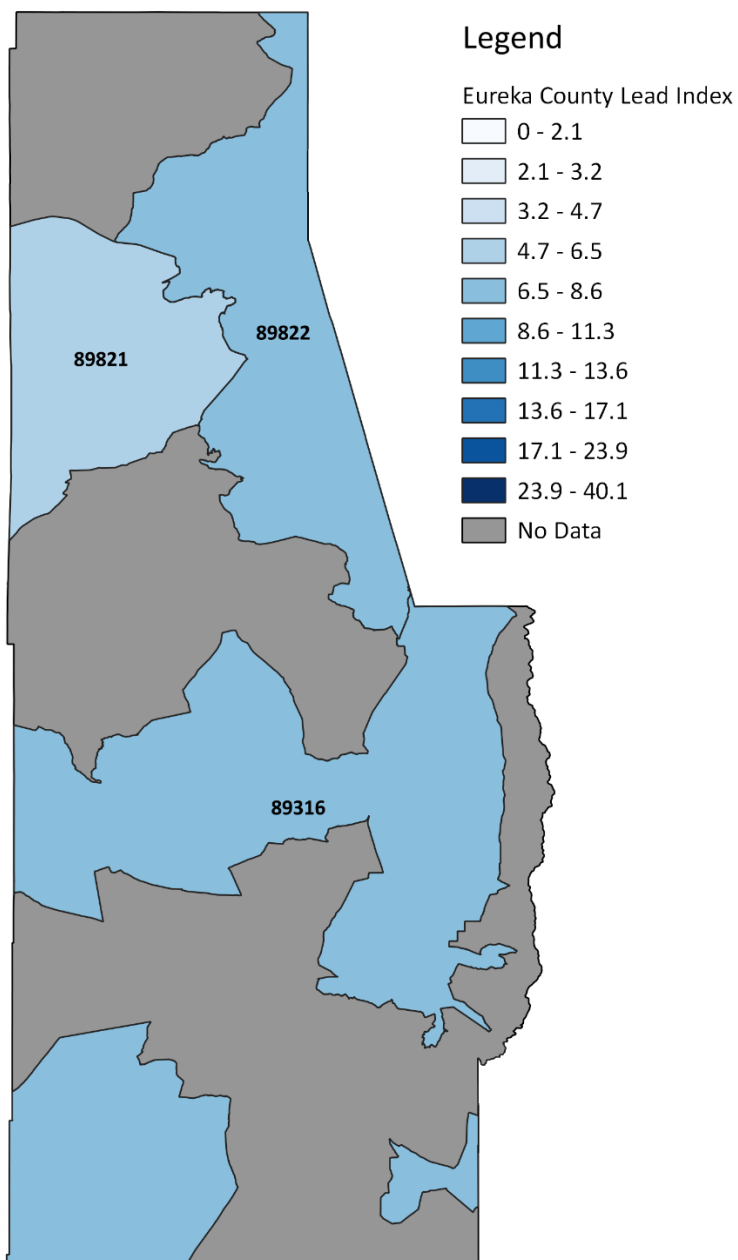 Legend
Eureka County Lead Index
0 - 2.1
2.1 - 3.2
3.2 - 4.7
4.7 - 6.5
6.5 - 8.6
8.6 - 11.3
11.3 - 13.6
13.6 - 17.1
17.1 - 23.9
23.9 - 40.1
No Data
89822
89821
89316